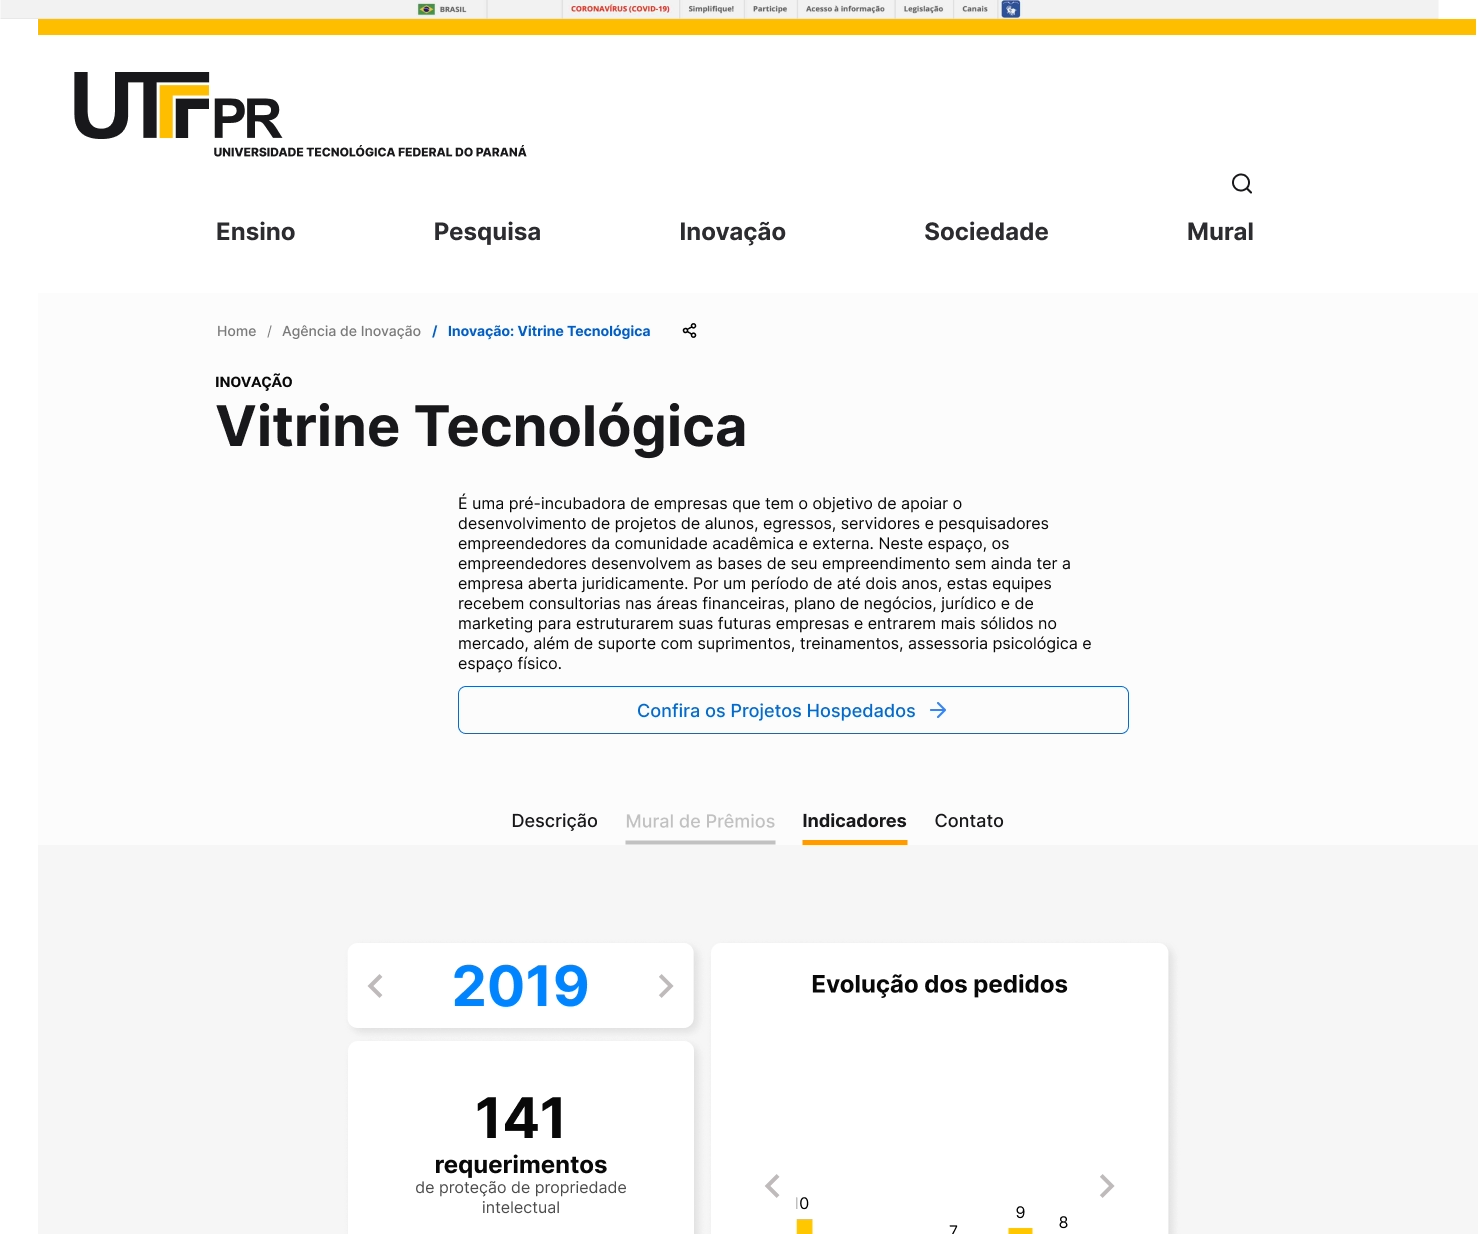 BRASIL
CORONAVÍRUS (COVID-19)
Simplifique!
Participe
Acesso à informação
Legislação
Canais
UTFPR
UNIVERSIDADE TECNOLÓGICA FEDERAL DO PARANÁ
Ensino
Pesquisa
Inovação
Sociedade
Mural
Home / Agência de Inovação / Inovação: Vitrine Tecnológica
INOVAÇÃO
Vitrine Tecnológica
É uma pré-incubadora de empresas que tem o objetivo de apoiar o
desenvolvimento de projetos de alunos, egressos, servidores e pesquisadores
empreendedores da comunidade acadêmica e externa. Neste espaço, os
empreendedores desenvolvem as bases de seu empreendimento sem ainda ter a
empresa aberta juridicamente. Por um período de até dois anos, estas equipes
recebem consultorias nas áreas financeiras, plano de negócios, jurídico e de
marketing para estruturarem suas futuras empresas e entrarem mais sólidos no
mercado, além de suporte com suprimentos, treinamentos, assessoria psicológica e
espaço físico.
Confira os Projetos Hospedados
Descrição
Mural de Prêmios
Indicadores
Contato
2019
141
requerimentos
de proteção de propriedade
intelectual
Evolução dos pedidos
10
7
9
8